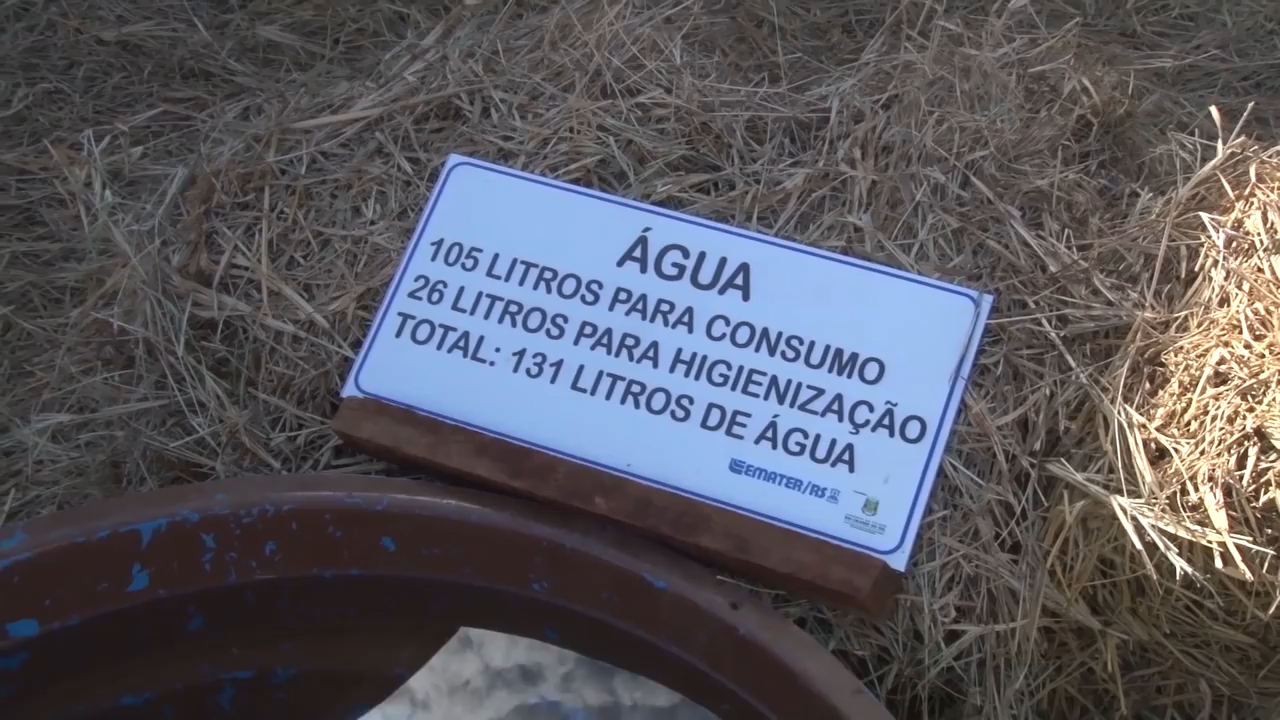 ÁGUA
105 LITROS PARA CONSUMO
26 LITROS PARA HIGIENIZAÇÃO
TOTAL: 131 LITROS DE ÁGUA
EMATER/RS